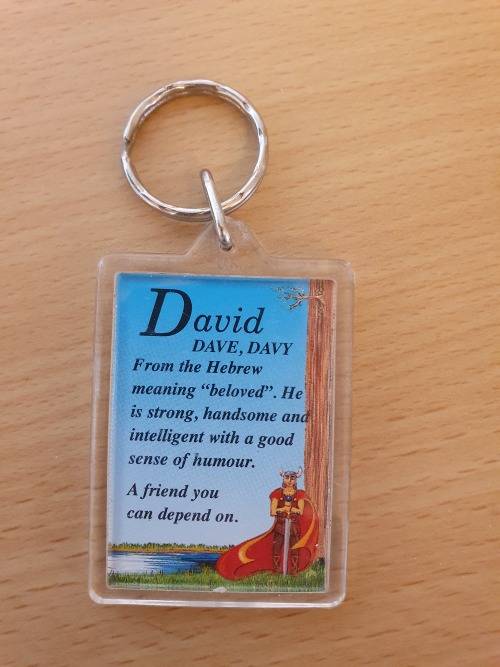 David
DAVE, DAVY
From the Hebrew
meaning “beloved”. He
is strong, handsome and
intelligent with a good
sense of humour.
A friend you
can depend on.